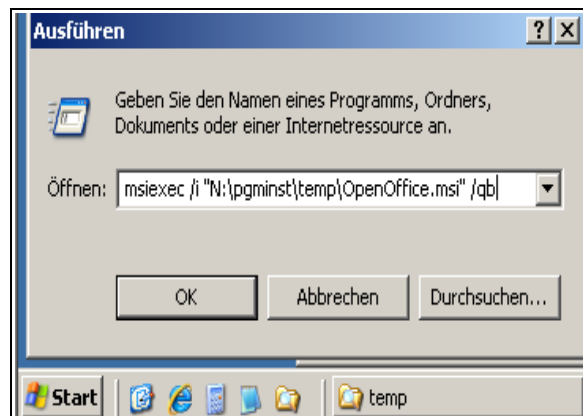 Ausführen
Geben Sie den Namen eines Programms, Ordners,
Dokuments oder einer Internetressource an.
Öffnen: msiexec /i "N:\pgminst\temp\OpenOffice.msi" /qb
OK Abbrechen Durchsuchen...
Start temp